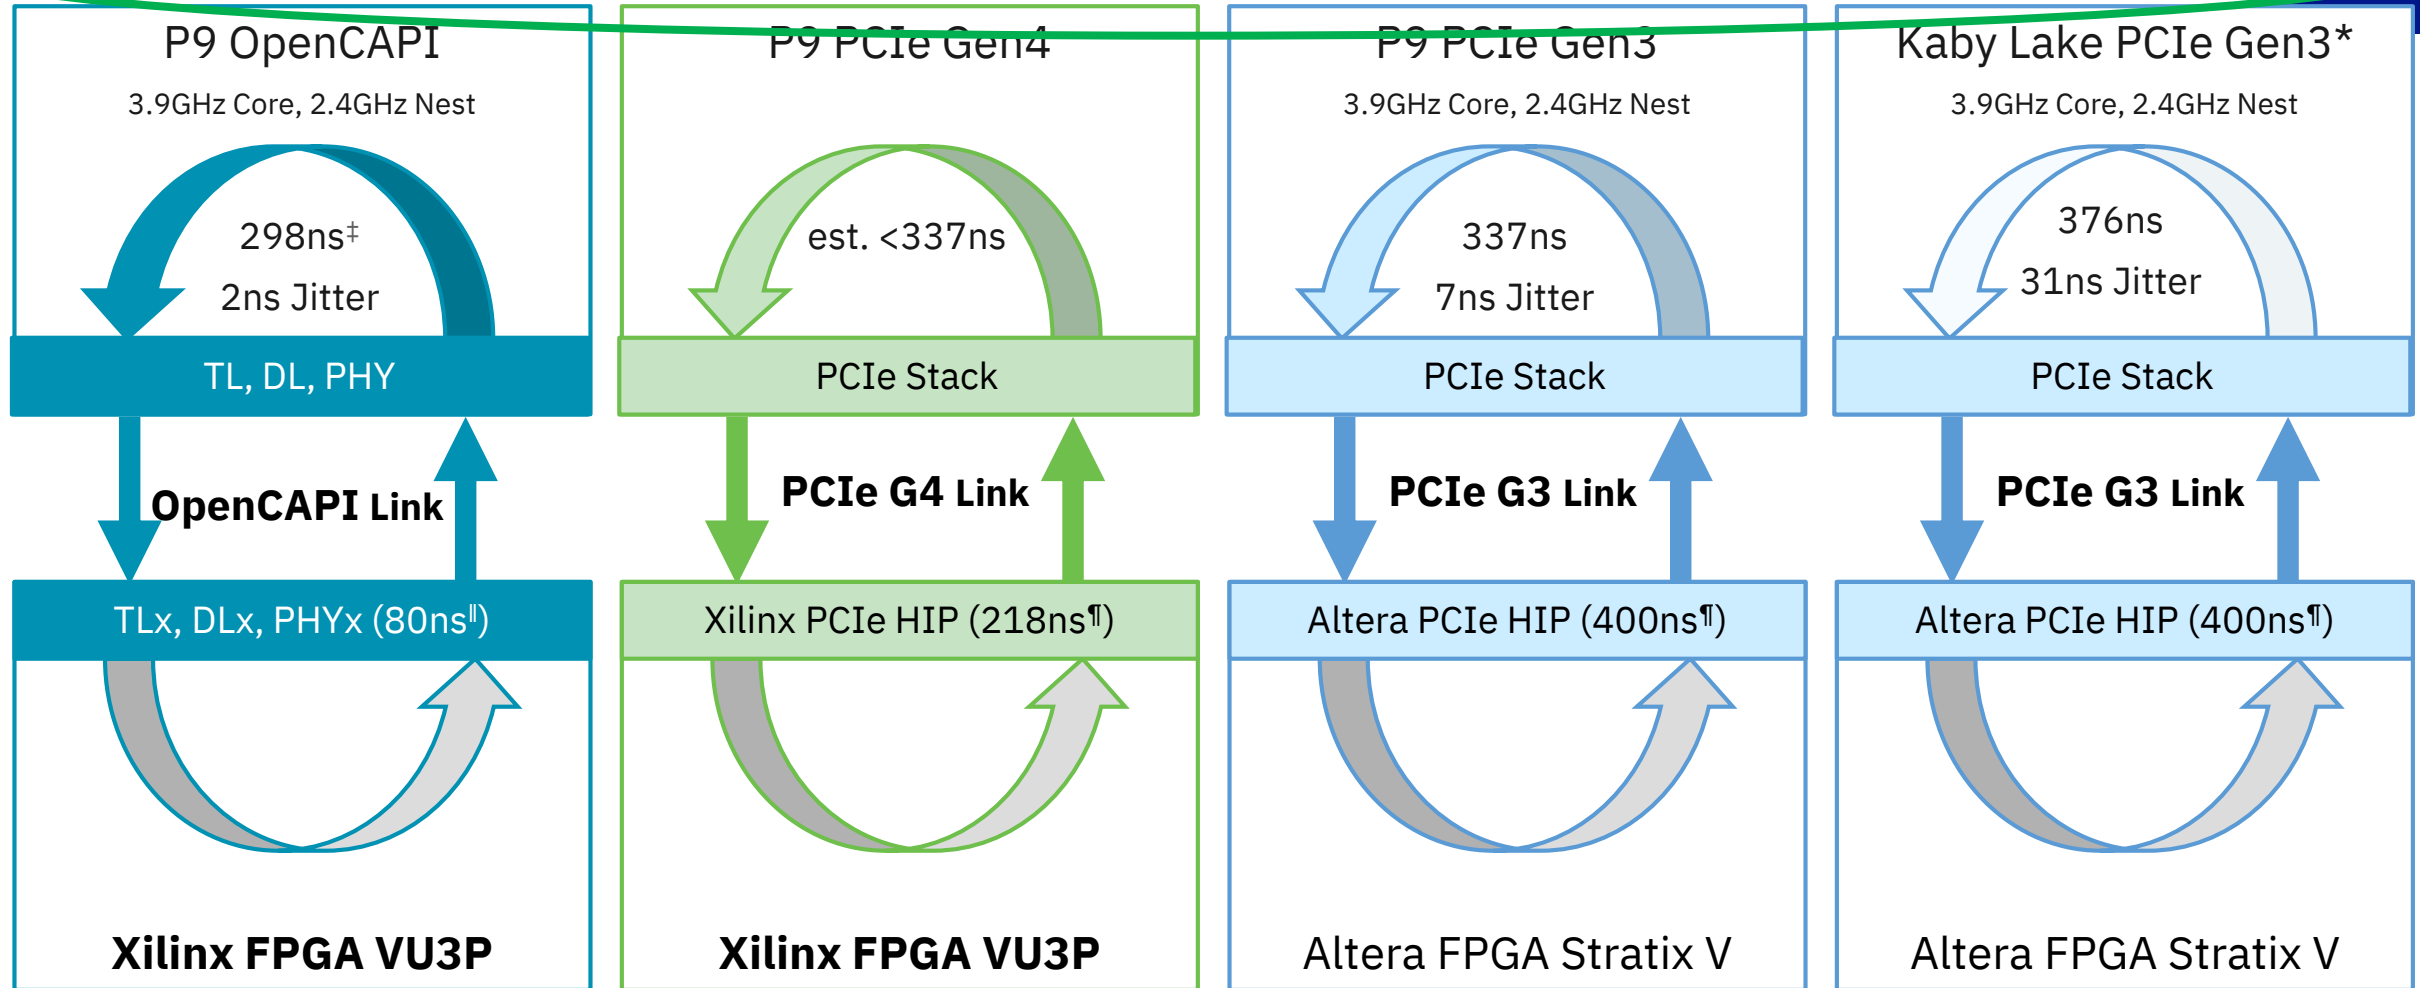 P9 OpenCAPI
3.9GHz Core, 2.4GHz Nest
298ns‡
2ns Jitter
TL, DL, PHY
OpenCAPI Link
TLx, DLx, PHYx (80ns‖)
Xilinx FPGA VU3P
P9 PCIe Gen4
est. <337ns
PCIe Stack
PCIe G4 Link
Xilinx PCIe HIP (218ns¶)
Xilinx FPGA VU3P
P9 PCIe Gen3
3.9GHz Core, 2.4GHz Nest
337ns
7ns Jitter
PCIe Stack
PCIe G3 Link
Altera PCIe HIP (400ns¶)
Altera FPGA Stratix V
Kaby Lake PCIe Gen3*
3.9GHz Core, 2.4GHz Nest
376ns
31ns Jitter
PCIe Stack
PCIe G3 Link
Altera PCIe HIP (400ns¶)
Altera FPGA Stratix V